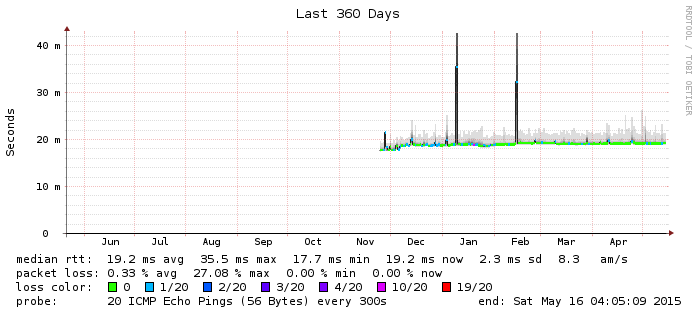 Last 360 Days
RRDTOOL / TOBI OETIKER
Seconds
40 m
30 m
20 m
10 m
0
Jun Jul Aug Sep Oct Nov Dec Jan Feb Mar Apr
median rtt: 19.2 ms avg 35.5 ms max 17.7 ms min 19.2 ms now 2.3 ms sd 8.3 am/s
packet loss: 0.33 % avg 27.08 % max 0.00 % min 0.00 % now
loss color: 0 1/20 2/20 3/20 4/20 10/20 19/20
probe: 20 ICMP Echo Pings (56 Bytes) every 300s end: Sat May 16 04:05:09 2015